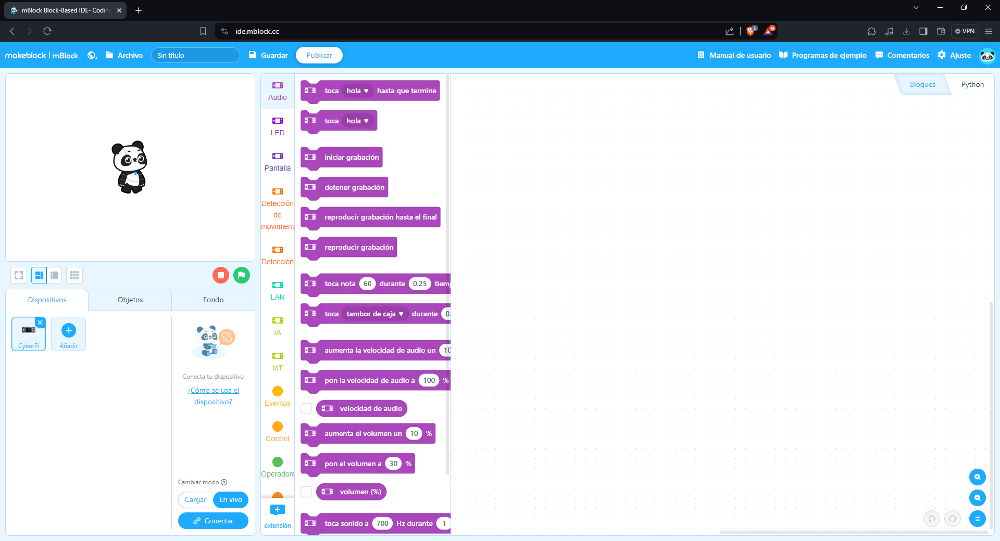 mBlock Block-Based IDE- Coding
ide.mblock.cc
2
16
VPN
makeblock | mBlock
Archivo
Sin título
Guardar
Publicar
Manual de usuario
Programas de ejemplo
Comentarios
Ajuste
Bloques
Python
Audio
LED
Pantalla
Detección
de
movimient
Detección
LAN
IA
IoT
Eventos
Control
Operadore
extensión
toca hola hasta que termine
toca hola
iniciar grabación
detener grabación
reproducir grabación hasta el final
reproducir grabación
toca nota 60 durante 0.25 tiemp
toca tambor de caja durante 0.
aumenta la velocidad de audio un 10
pon la velocidad de audio a 100 %
velocidad de audio
aumenta el volumen un 10 %
pon el volumen a 30 %
volumen (%)
toca sonido a 700 Hz durante 1
Dispositivos
Objetos
Fondo
CyberPi
Añadir
Conecta tu dispositivo
¿Cómo se usa el
dispositivo?
Cambiar modo
Cargar
En vivo
Conectar